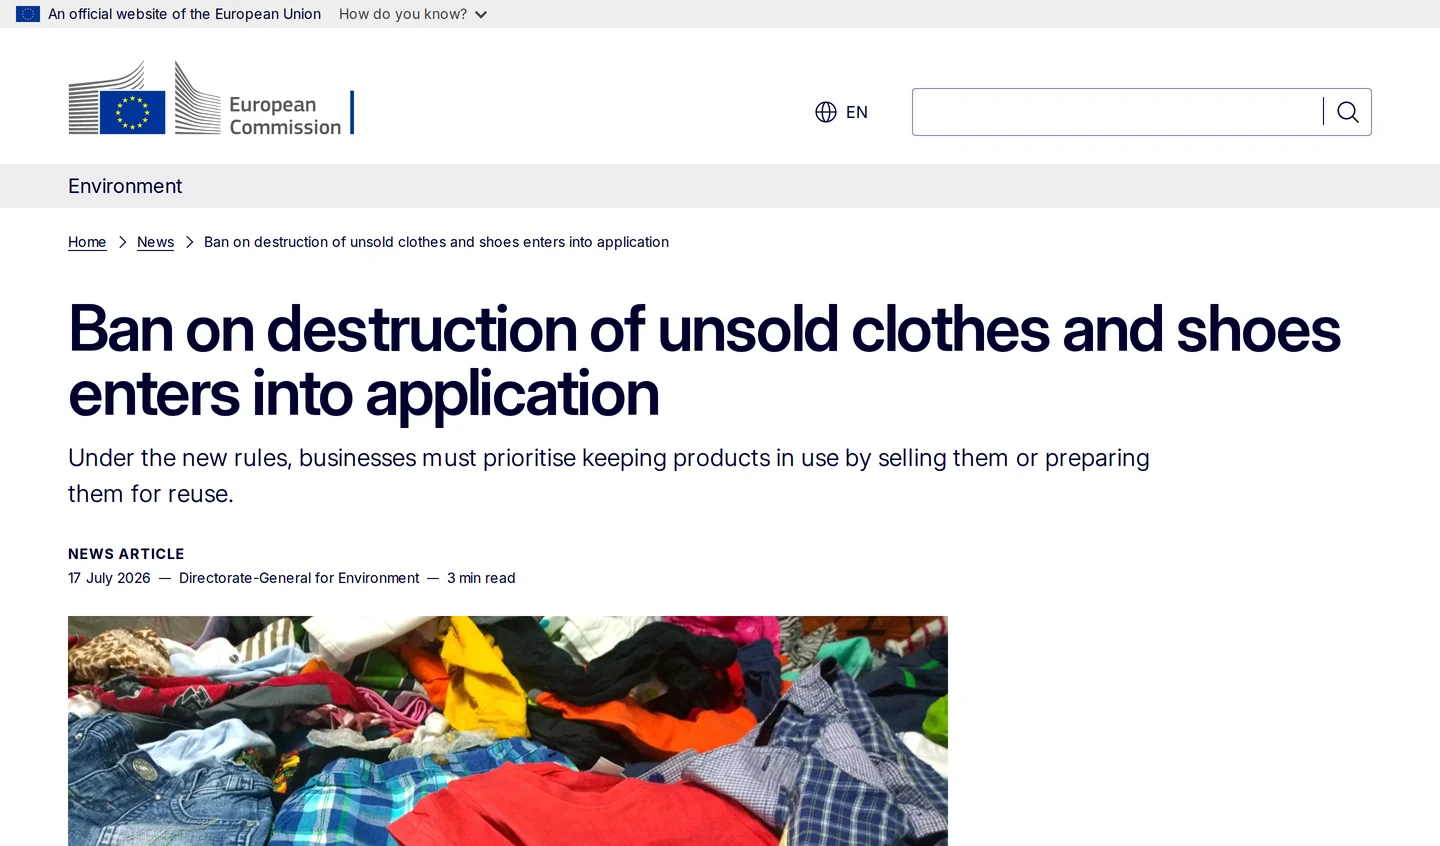 An official website of the European Union How do you know?
European
Commission
EN
Environment
Home News Ban on destruction of unsold clothes and shoes enters into application
Ban on destruction of unsold clothes and shoes
enters into application
Under the new rules, businesses must prioritise keeping products in use by selling them or preparing
them for reuse.
NEWS ARTICLE
17 July 2026 — Directorate-General for Environment — 3 min read